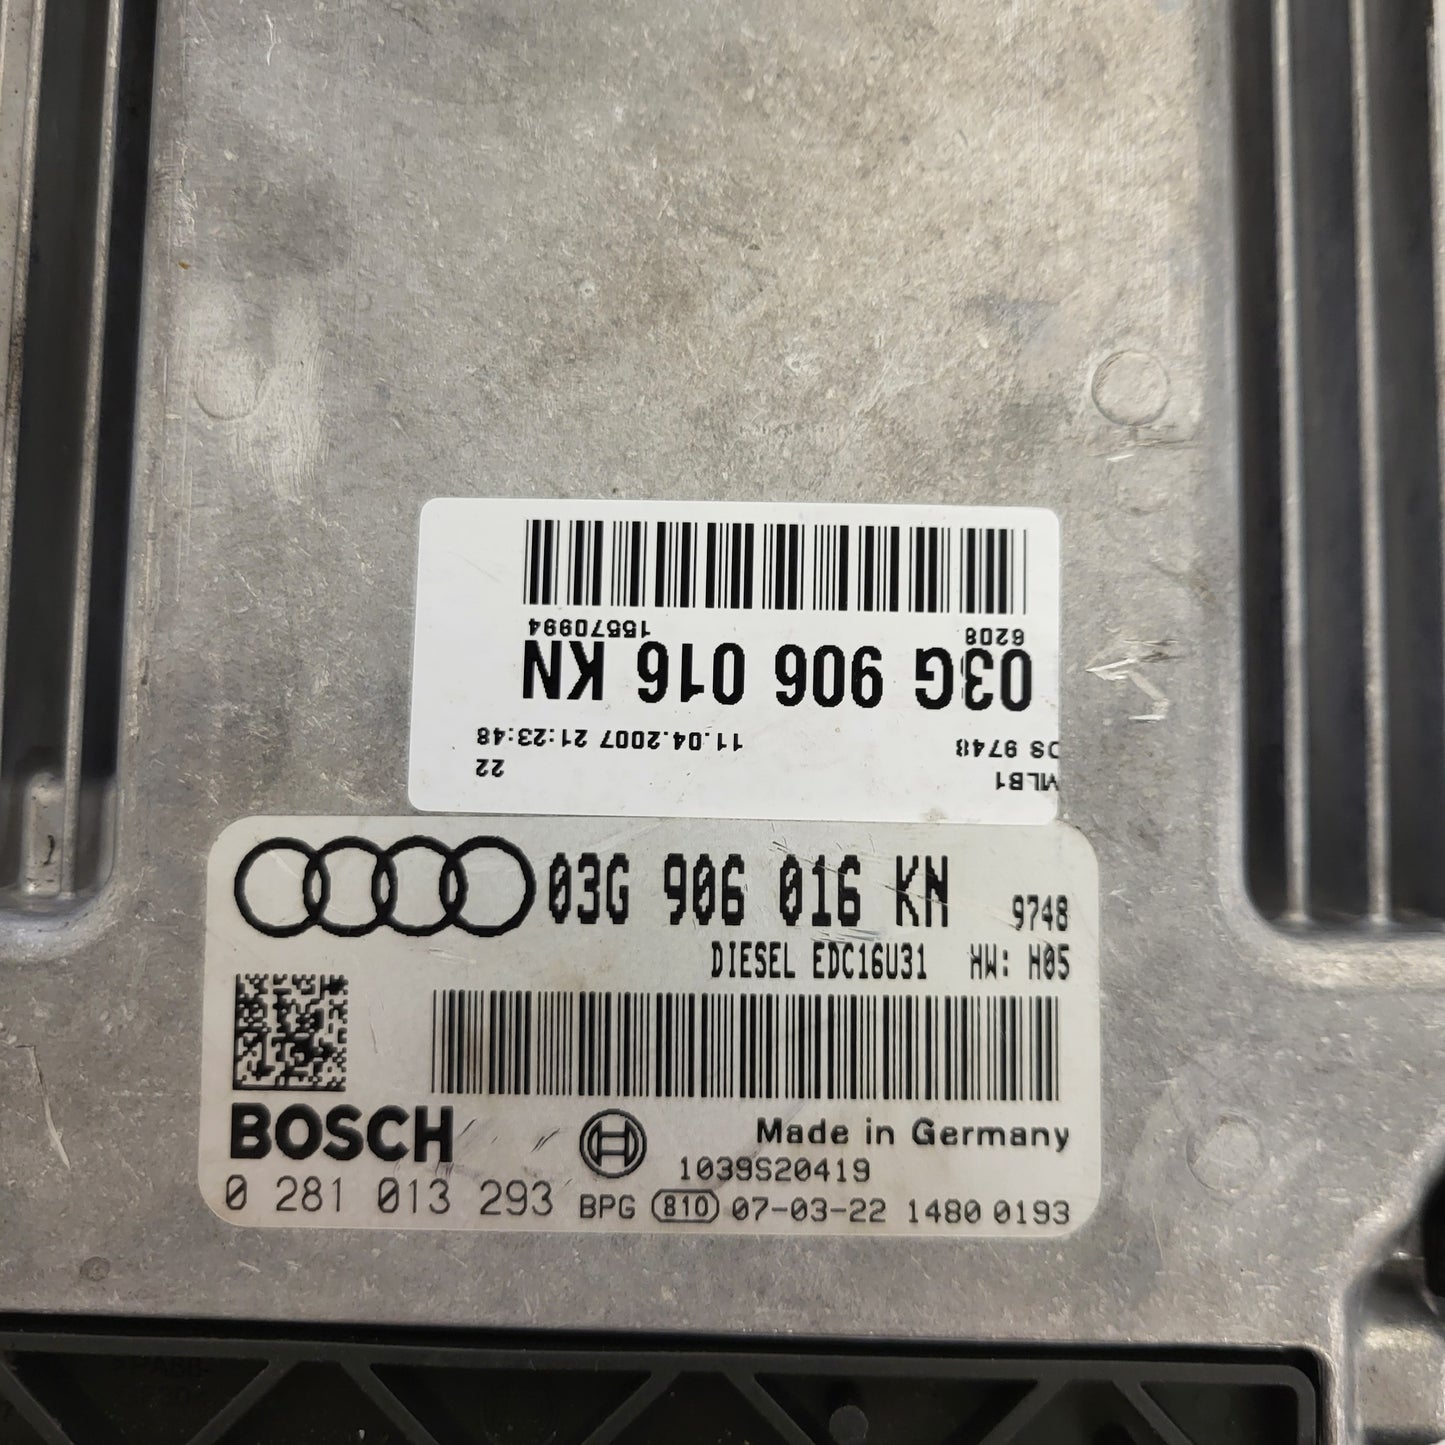 15570994
6208
03G 906 016 KN
11.04.2007 21:23:48
DS 9748
22
MLB1
03G 906 016 KN 9748
DIESEL EDC16U31 HW: H05
BOSCH
Made in Germany
1039S20419
0 281 013 293 BPG 810 07-03-22 1480 0193